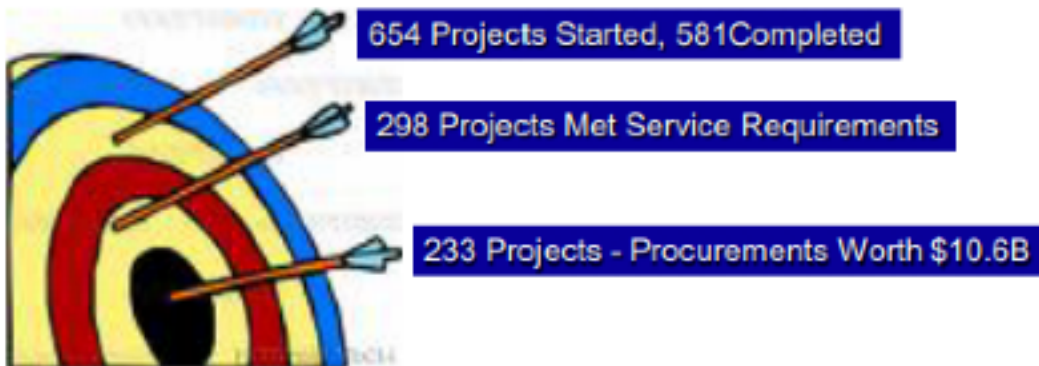 654 Projects Started, 581Completed
298 Projects Met Service Requirements
233 Projects - Procurements Worth $10.6B